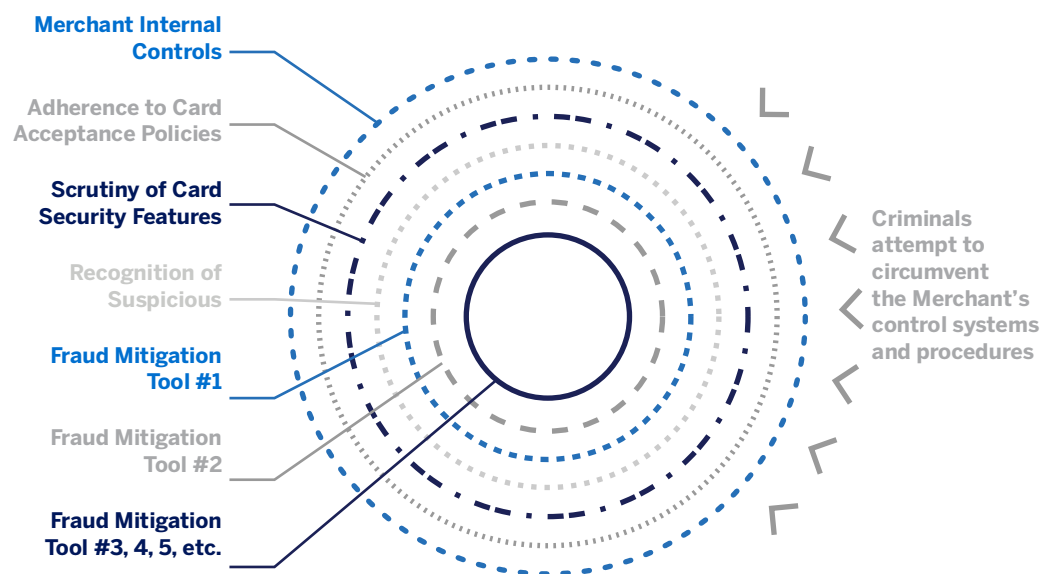 Merchant Internal
Controls
Adherence to Card
Acceptance Policies
Scrutiny of Card
Security Features
Recognition of
Suspicious
Fraud Mitigation
Tool #1
Fraud Mitigation
Tool #2
Fraud Mitigation
Tool #3, 4, 5, etc.
Criminals
attempt to
circumvent
the Merchant’s
control systems
and procedures